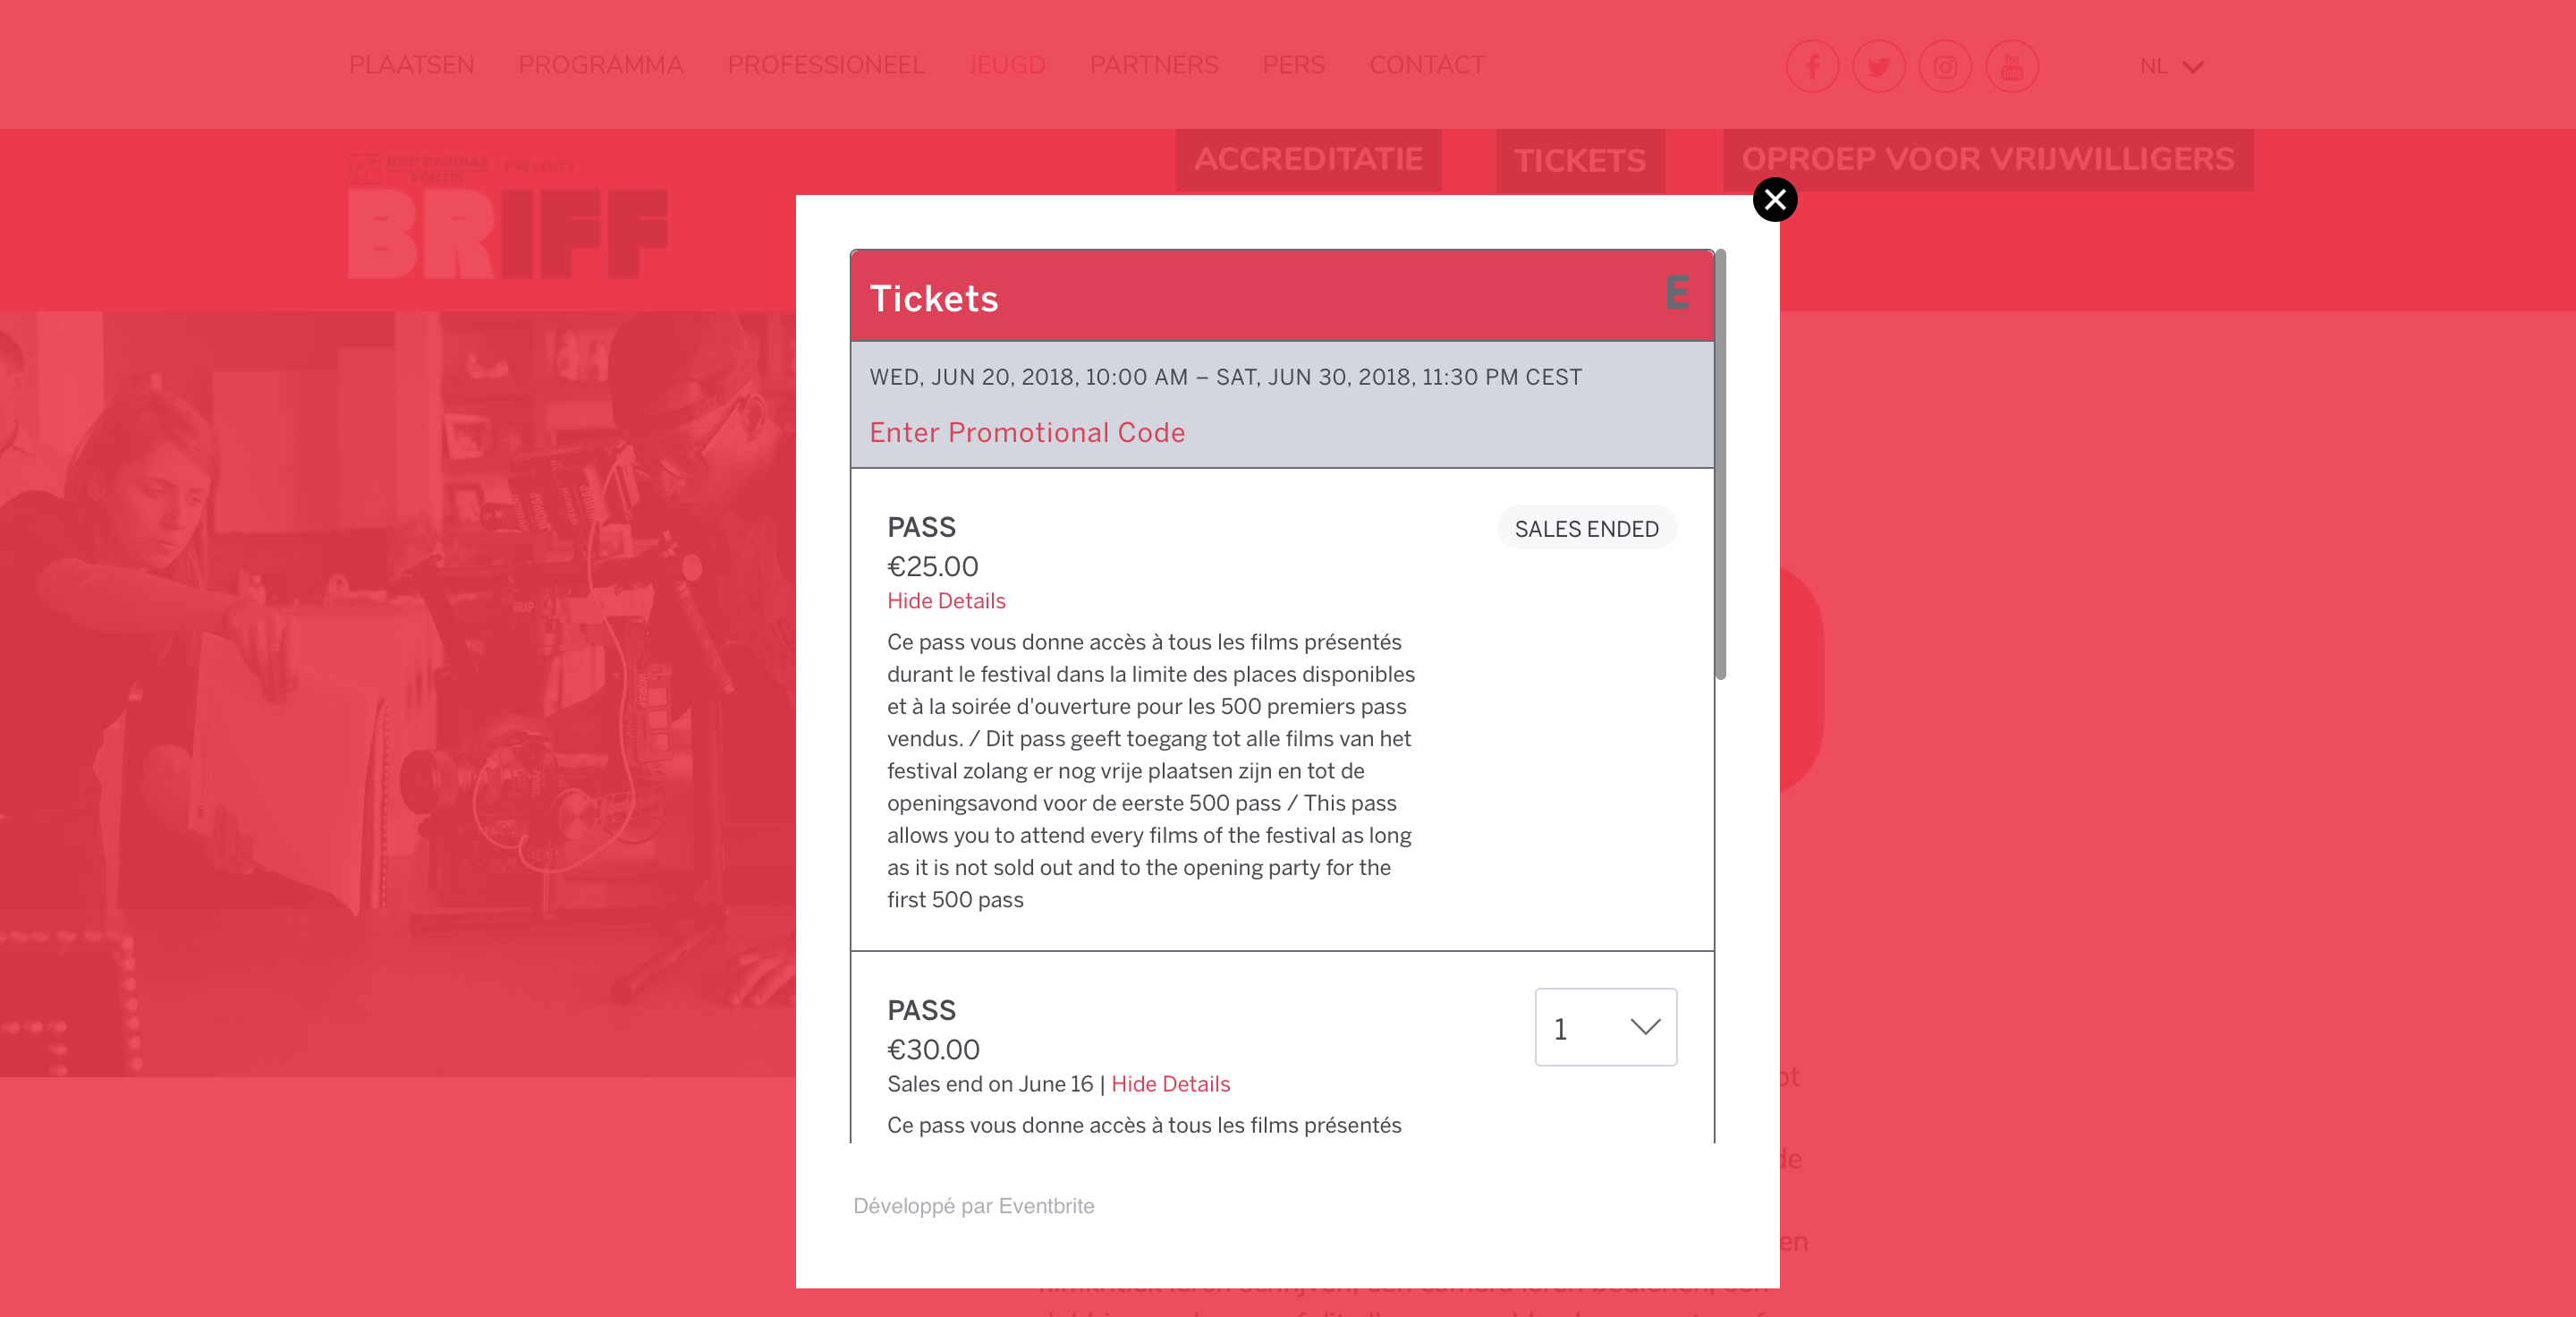 PLAATSEN PROGRAMMA PROFESSIONEEL JEUGD PARTNERS PERS CONTACT NL
ACCREDITATIE TICKETS OPROEP VOOR VRIJWILLIGERS
BNP PARIBAS FORTIS PRESENTS
BRIFF
Tickets
E
WED, JUN 20, 2018, 10:00 AM – SAT, JUN 30, 2018, 11:30 PM CEST
Enter Promotional Code
PASS
SALES ENDED
€25.00
Hide Details
Ce pass vous donne accès à tous les films présentés
durant le festival dans la limite des places disponibles
et à la soirée d'ouverture pour les 500 premiers pass
vendus. / Dit pass geeft toegang tot alle films van het
festival zolang er nog vrije plaatsen zijn en tot de
openingsavond voor de eerste 500 pass / This pass
allows you to attend every films of the festival as long
as it is not sold out and to the opening party for the
first 500 pass
PASS
1
€30.00
Sales end on June 16 | Hide Details
Ce pass vous donne accès à tous les films présentés
Développé par Eventbrite